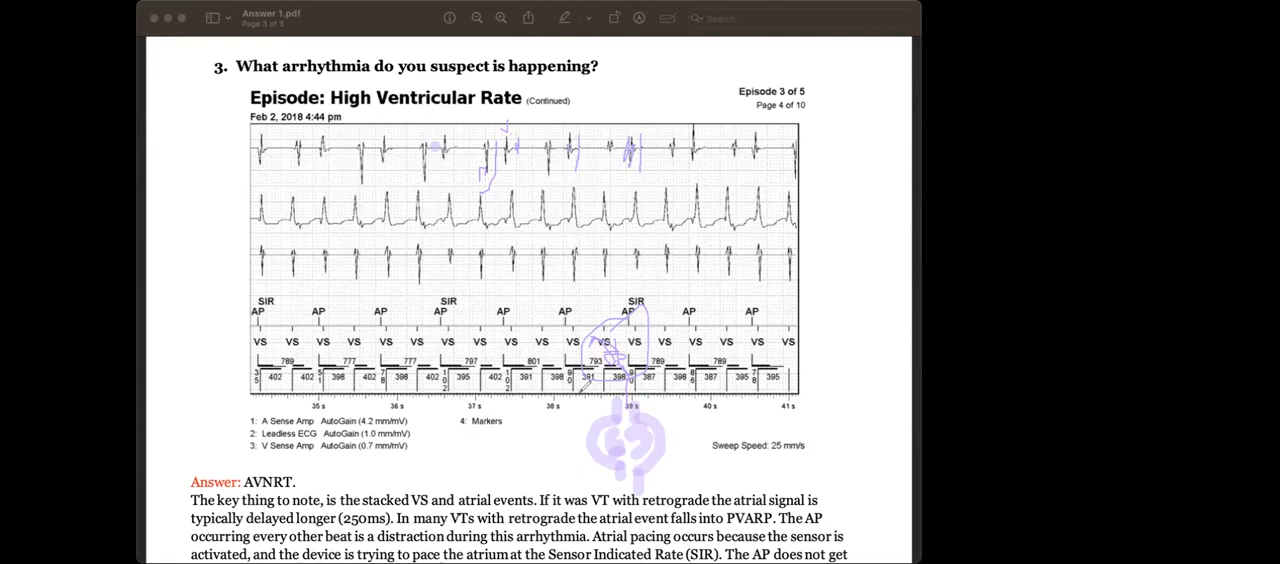 Answer 1.pdf
Page 3 of 3
Search
3. What arrhythmia do you suspect is happening?
Episode: High Ventricular Rate (Continued)
Episode 3 of 5
Page 4 of 10
Feb 2, 2018 4:44 pm
SIR SIR SIR
AP AP AP AP AP AP AP AP AP
VS VS VS VS VS VS VS VS VS VS VS VS VS VS VS VS VS VS
789 777 777 797 801 793 789 789
35 402 402 51 398 402 78 398 402 102 395 402 102 391 398 90 391 398 90 387 398 86 387 395 78 395
35 s 36 s 37 s 38 s 39 s 40 s 41 s
1: A Sense Amp AutoGain (4.2 mm/mV) 4: Markers
2: Leadless ECG AutoGain (1.0 mm/mV)
3: V Sense Amp AutoGain (0.7 mm/mV) Sweep Speed: 25 mm/s
Answer: AVNRT.
The key thing to note, is the stacked VS and atrial events. If it was VT with retrograde the atrial signal is
typically delayed longer (250ms). In many VTs with retrograde the atrial event falls into PVARP. The AP
occurring every other beat is a distraction during this arrhythmia. Atrial pacing occurs because the sensor is
activated, and the device is trying to pace the atrium at the Sensor Indicated Rate (SIR). The AP does not get